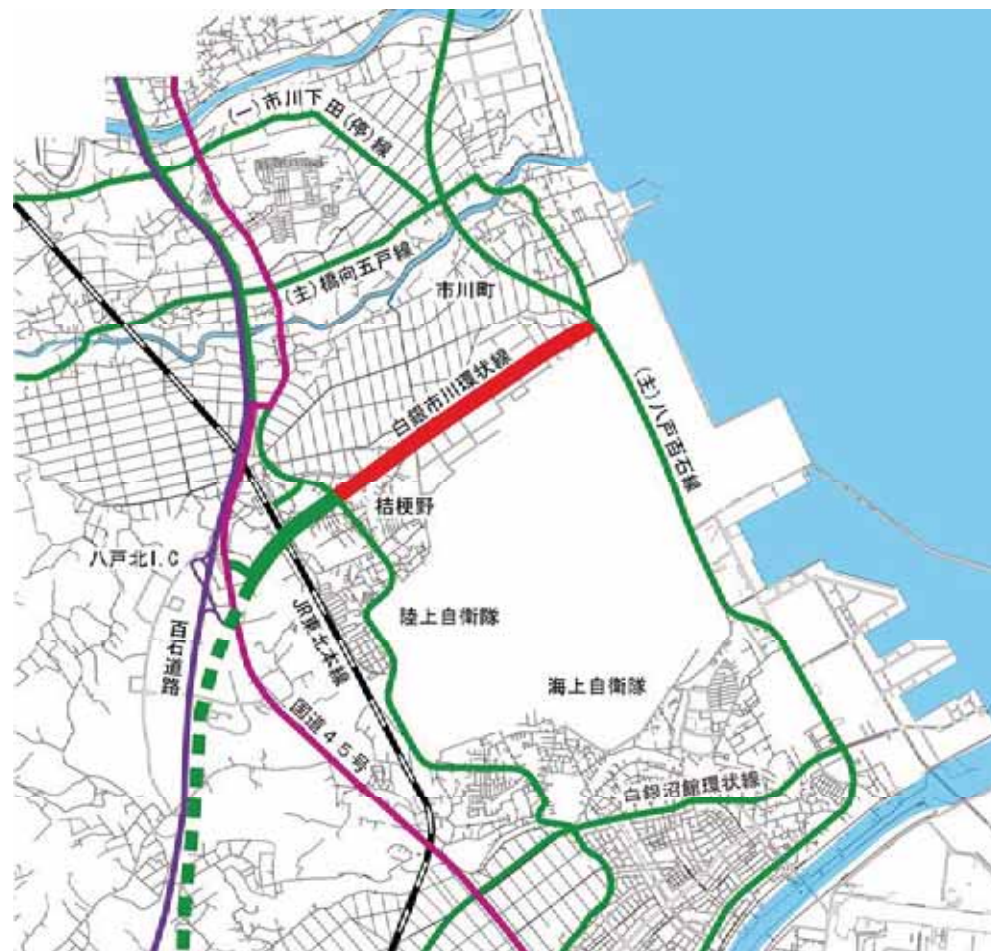 (一)市川下田(停)線
(主)橋向五戸線
市川町
白銀市川環状線
(主)八戸百石線
桔梗野
八戸北I.C
陸上自衛隊
JR東北本線
百石道路
海上自衛隊
国道45号
白銀沼館環状線